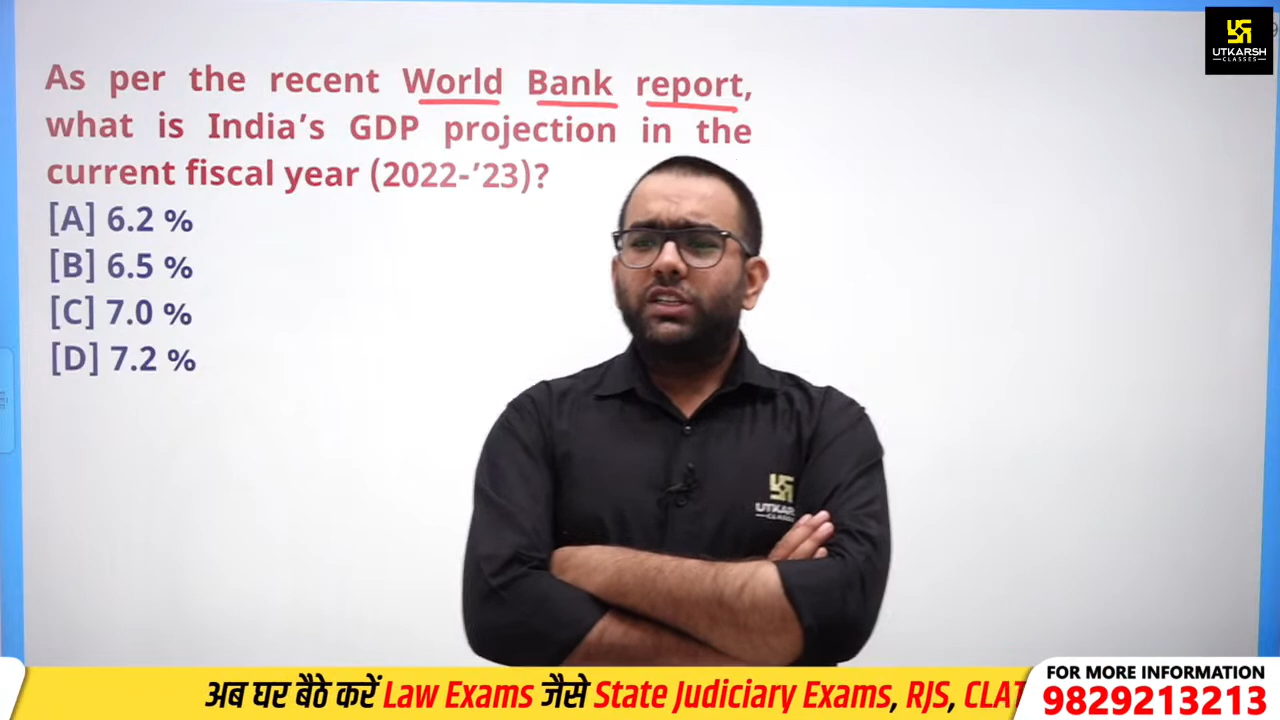 UTKARSH
CLASSES
As per the recent World Bank report,
what is India's GDP projection in the
current fiscal year (2022-'23)?
[A] 6.2 %
[B] 6.5 %
[C] 7.0 %
[D] 7.2 %
UTKARSH
CLASSES
अब घर बैठे करें Law Exams जैसे State Judiciary Exams, RJS, CLAT
FOR MORE INFORMATION
9829213213